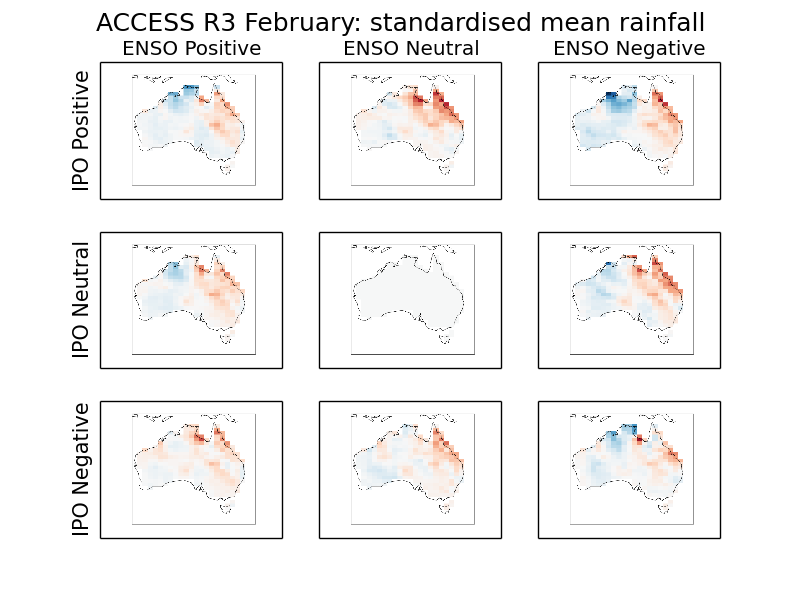 ACCESS R3 February: standardised mean rainfall
ENSO Positive
ENSO Neutral
ENSO Negative
IPO Positive
IPO Neutral
IPO Negative